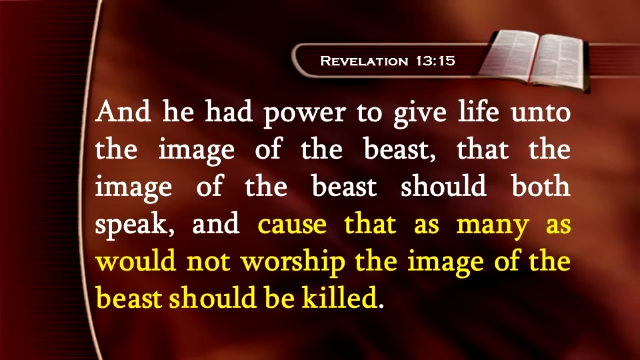 Revelation 13:15
And he had power to give life unto
the image of the beast, that the
image of the beast should both
speak, and cause that as many as
would not worship the image of the
beast should be killed.